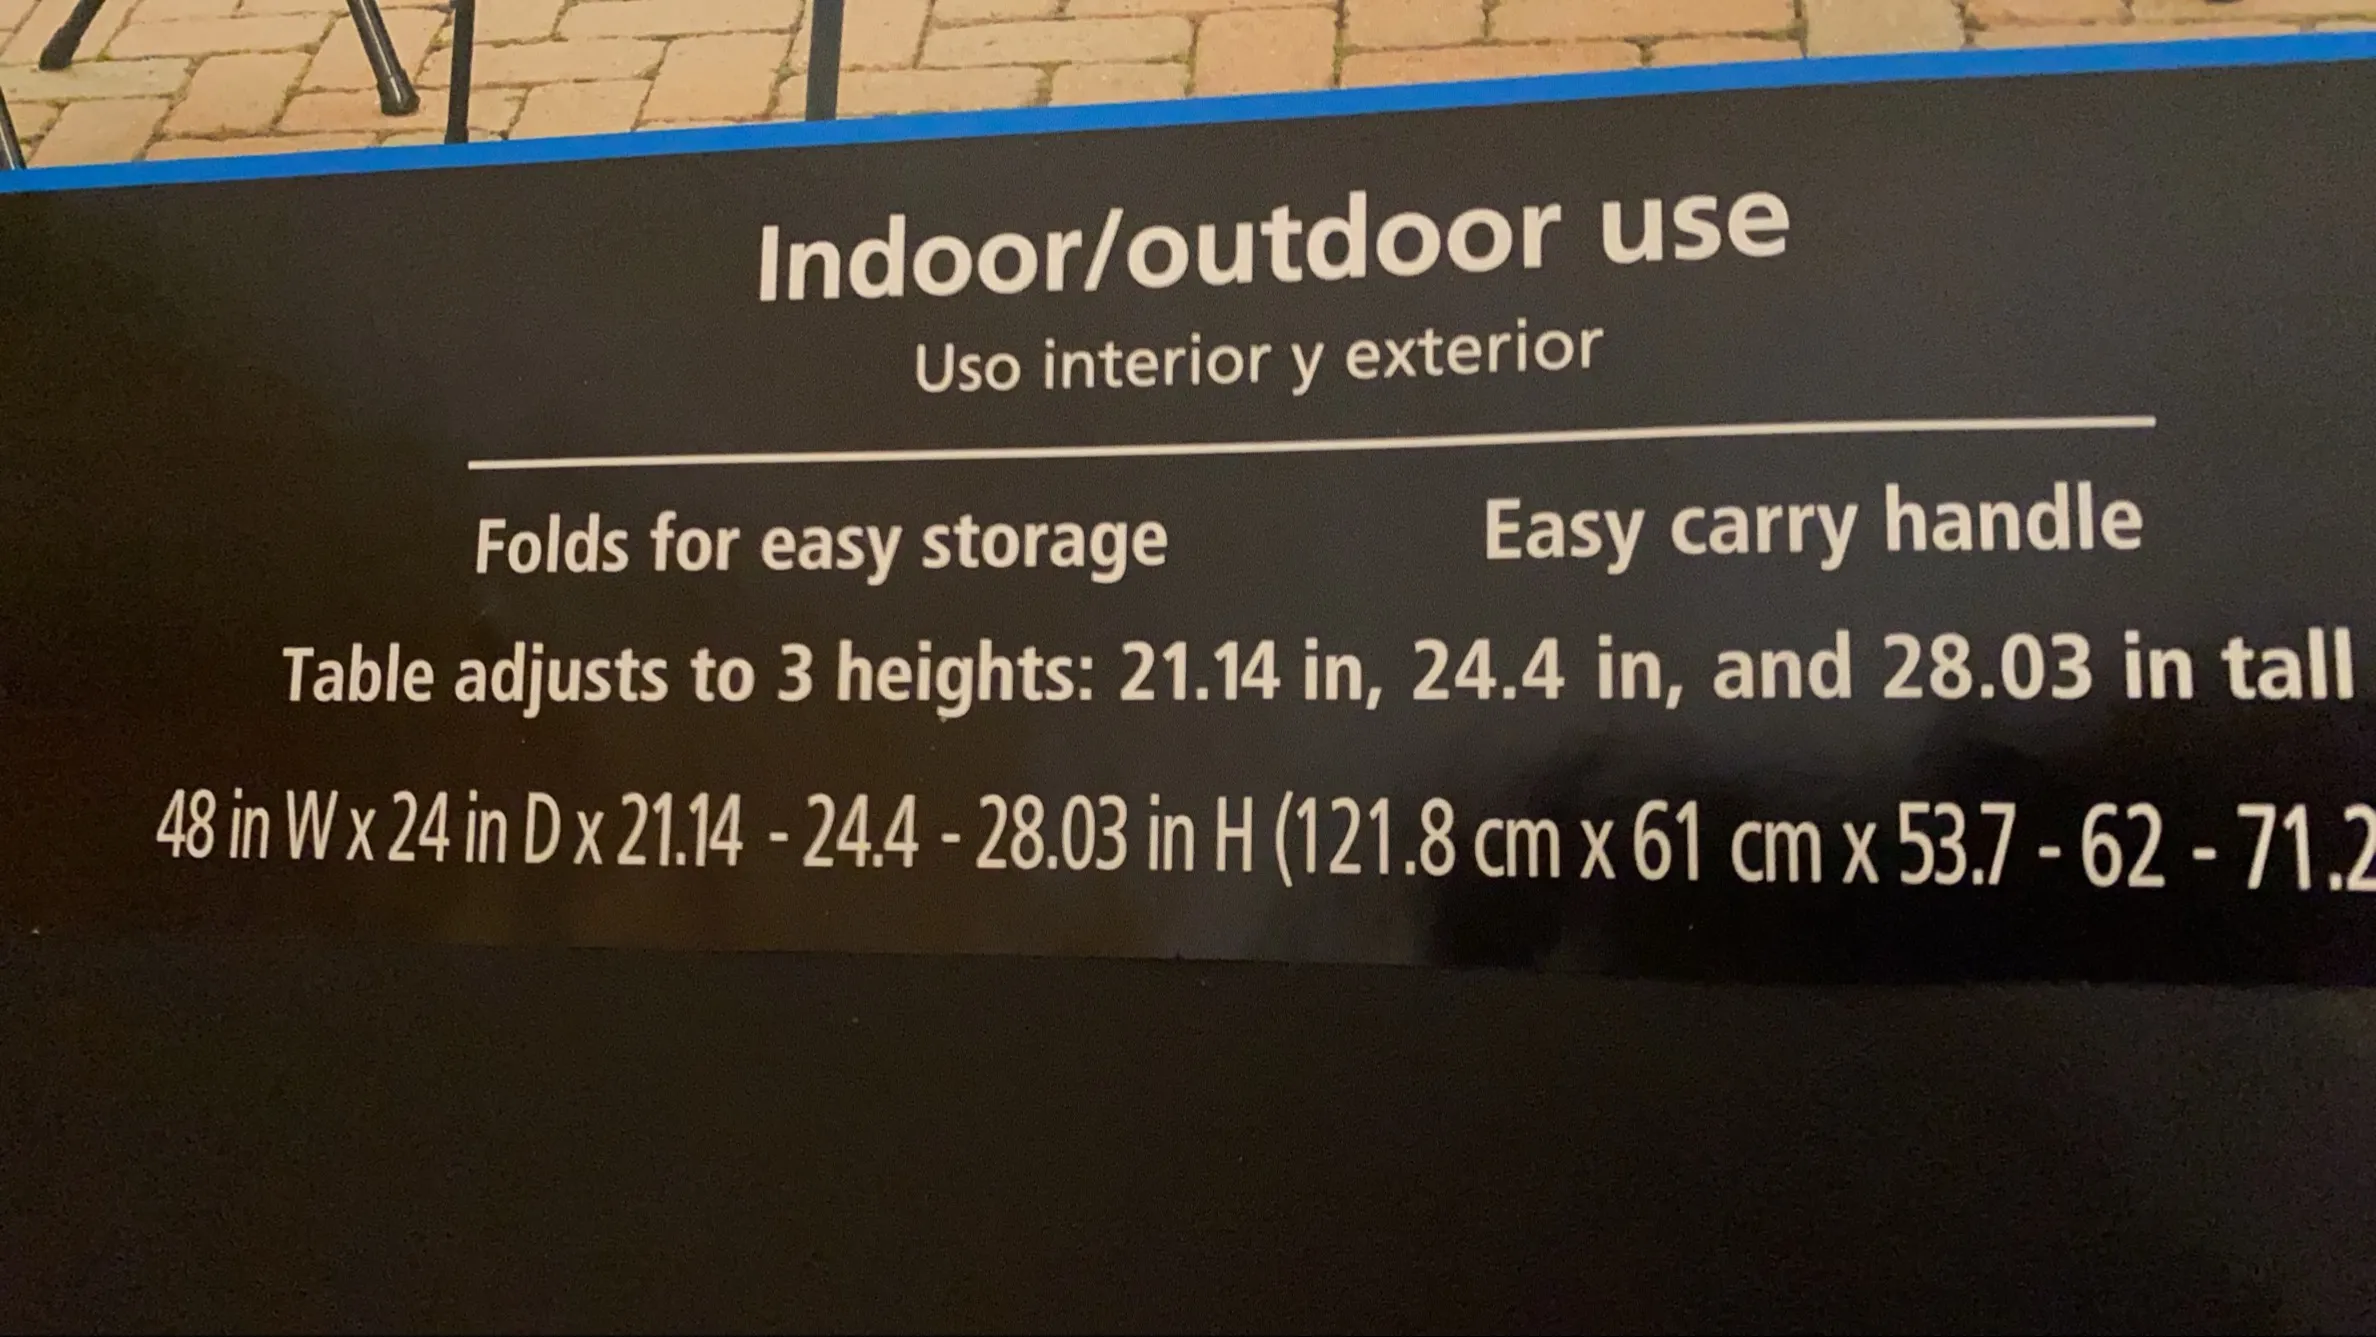 Indoor/outdoor use
Uso interior y exterior
Folds for easy storage
Easy carry handle
Table adjusts to 3 heights: 21.14 in, 24.4 in, and 28.03 in tall
48 in W x 24 in D x 21.14 - 24.4 - 28.03 in H (121.8 cm x 61 cm x 53.7 - 62 - 71.2